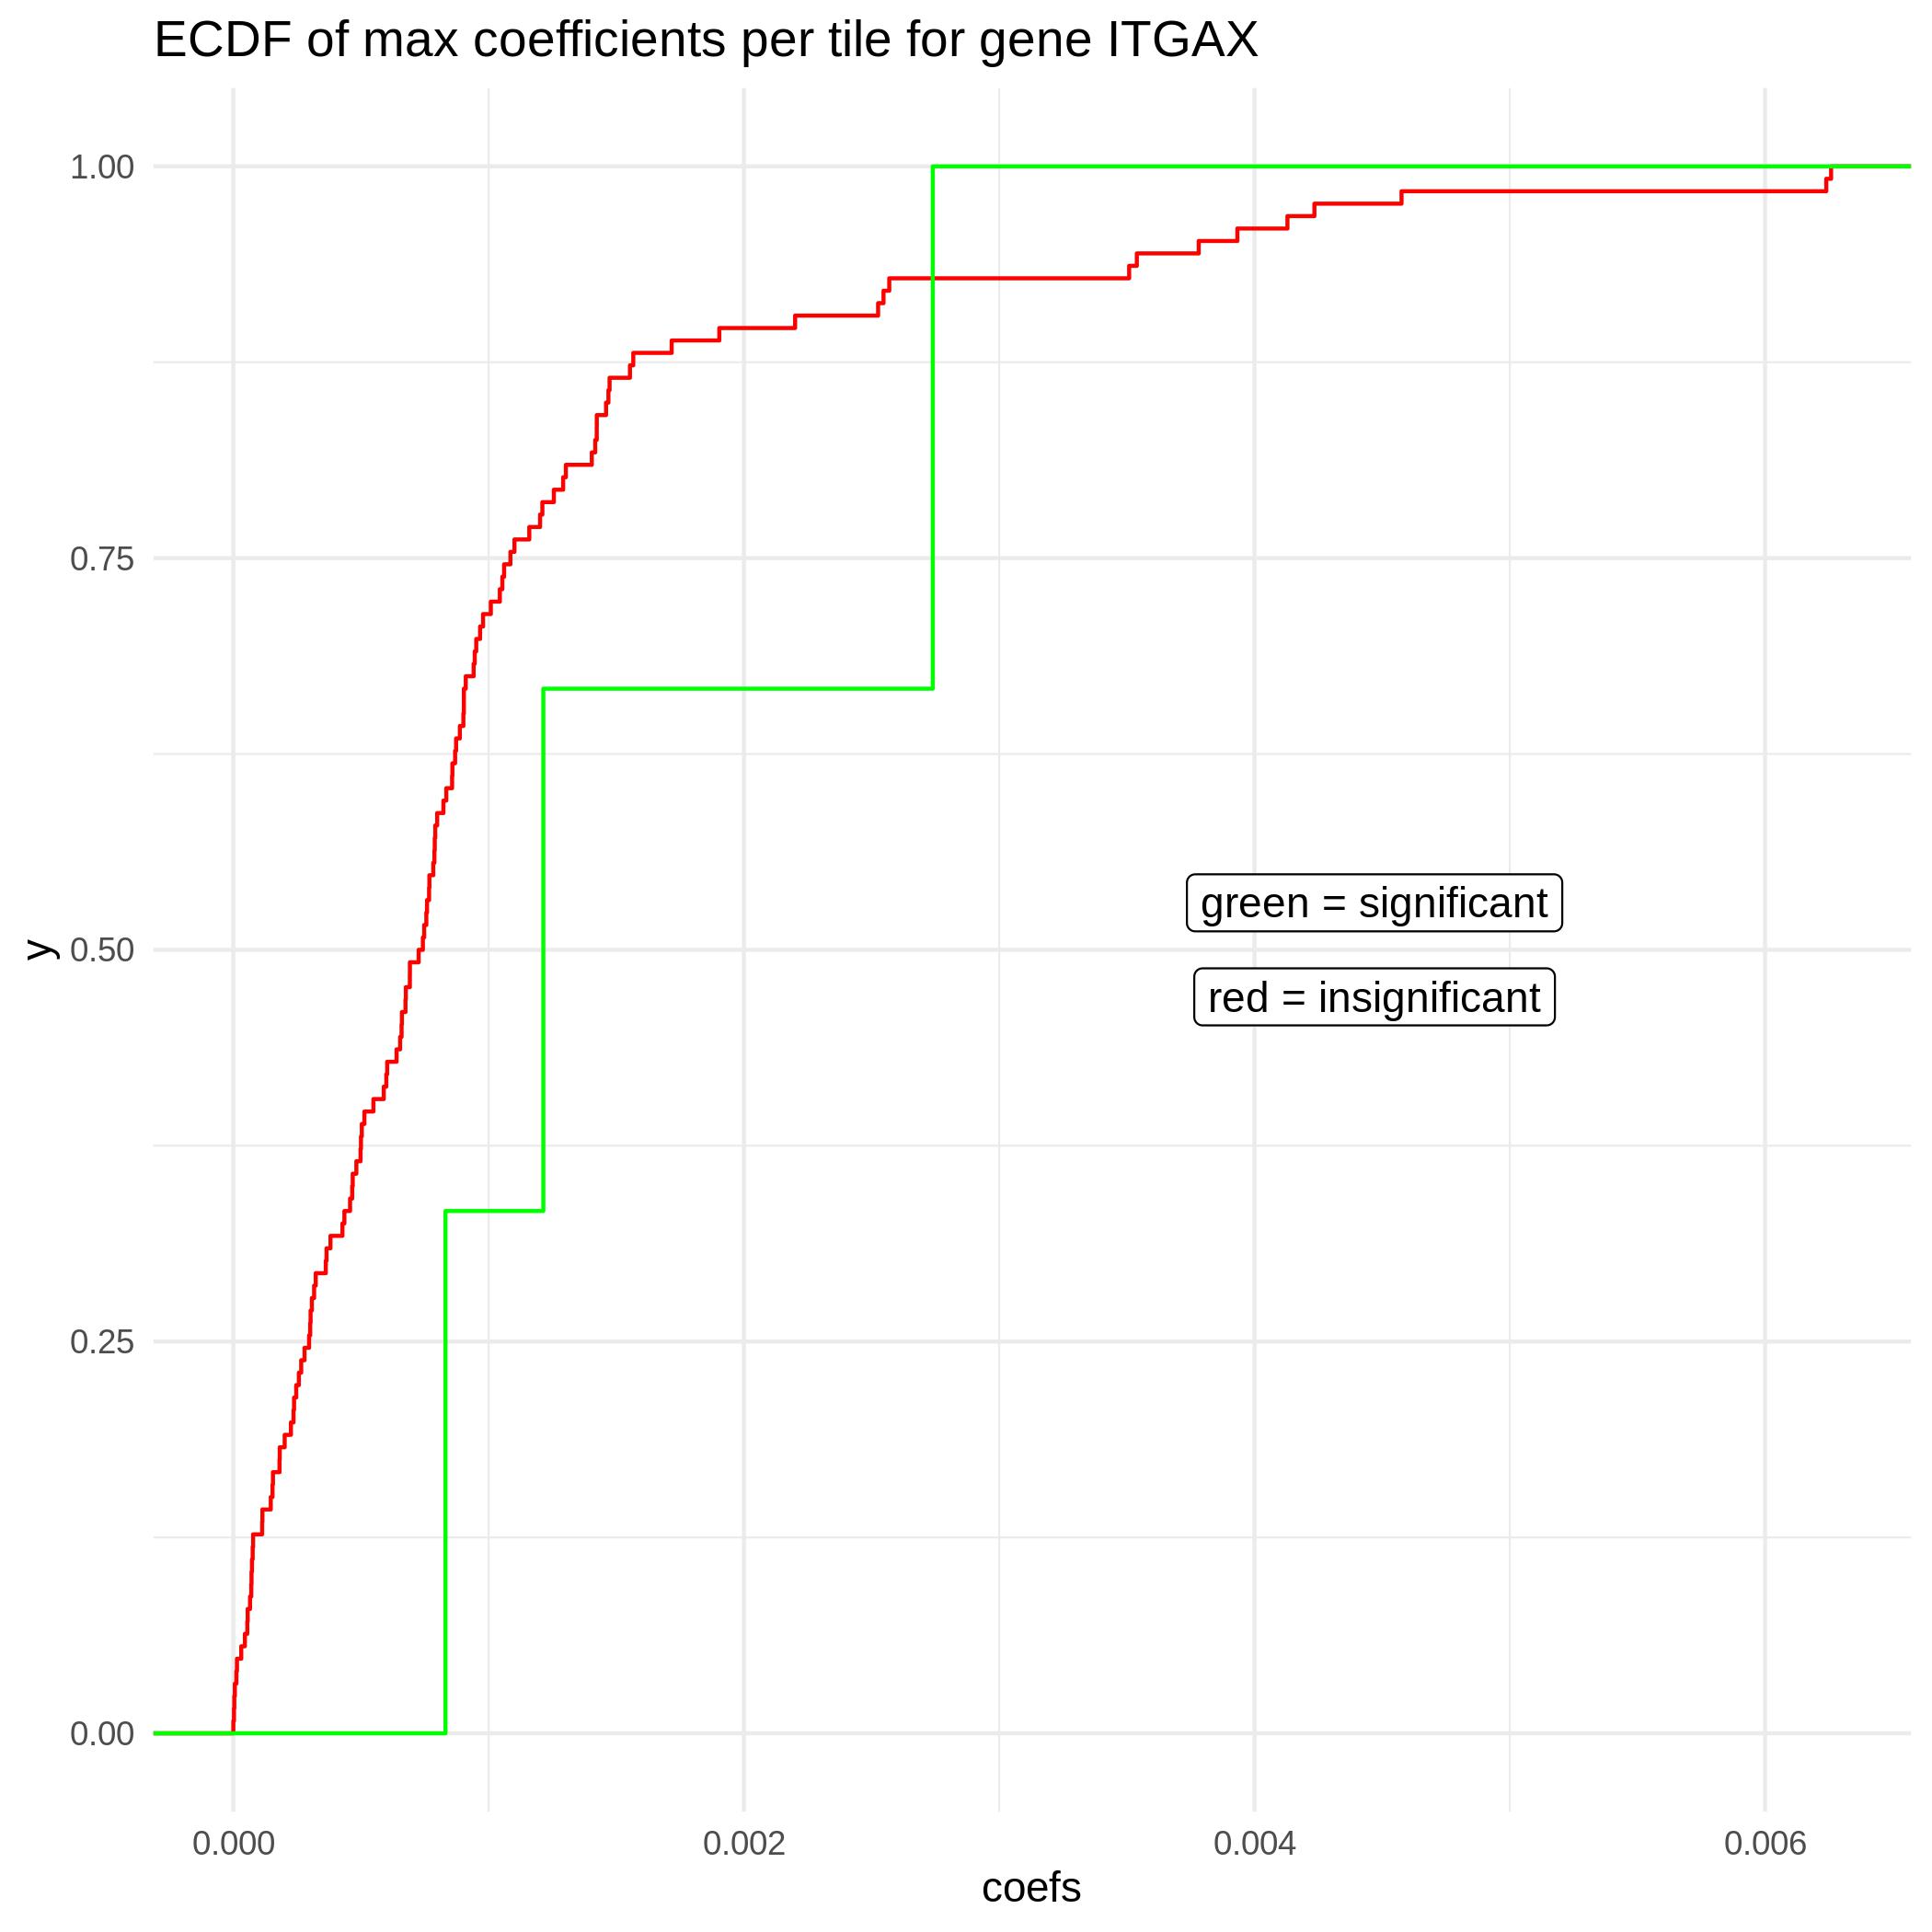 ECDF of max coefficients per tile for gene ITGAX
1.00
0.75
0.50
0.25
0.00
y
green = significant
red = insignificant
0.000 0.002 0.004 0.006
coefs